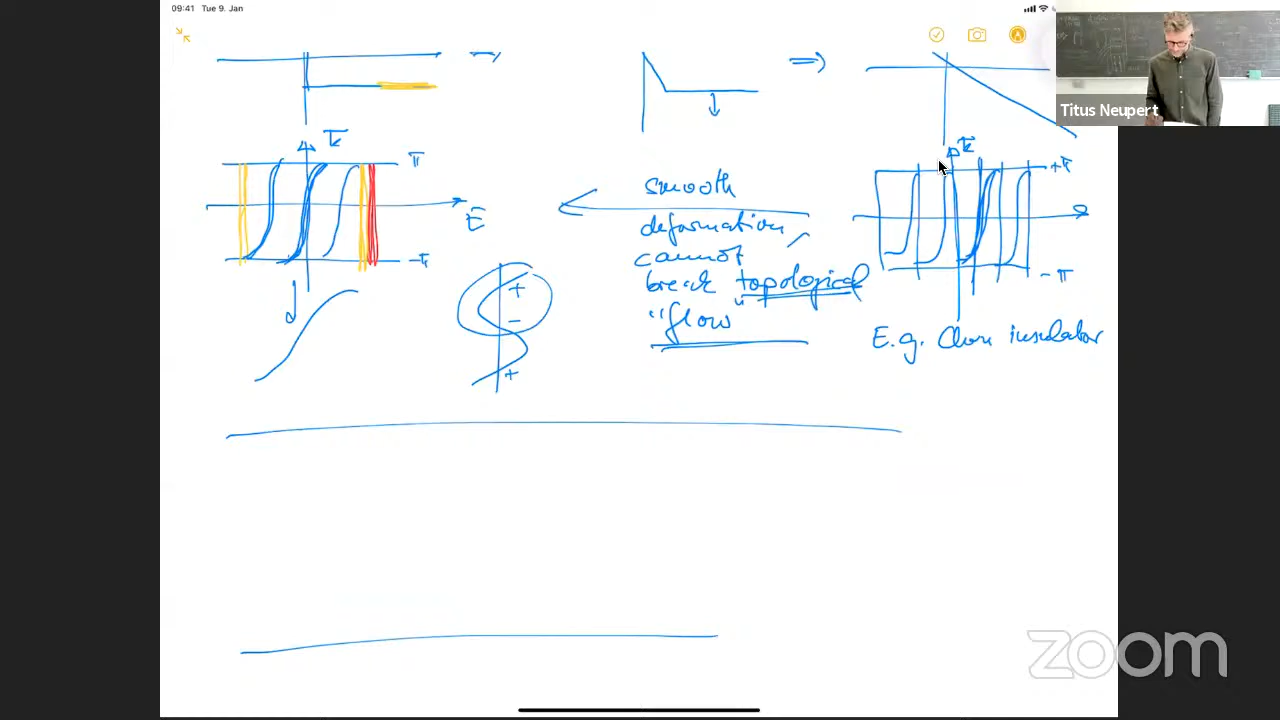 09:41 Tue 9. Jan
Titus Neupert
k
π
E
-π
+
-
+
smooth
deformation,
cannot
break topological
"flow"
k
+π
-π
E.g. Chern insulator
zoom